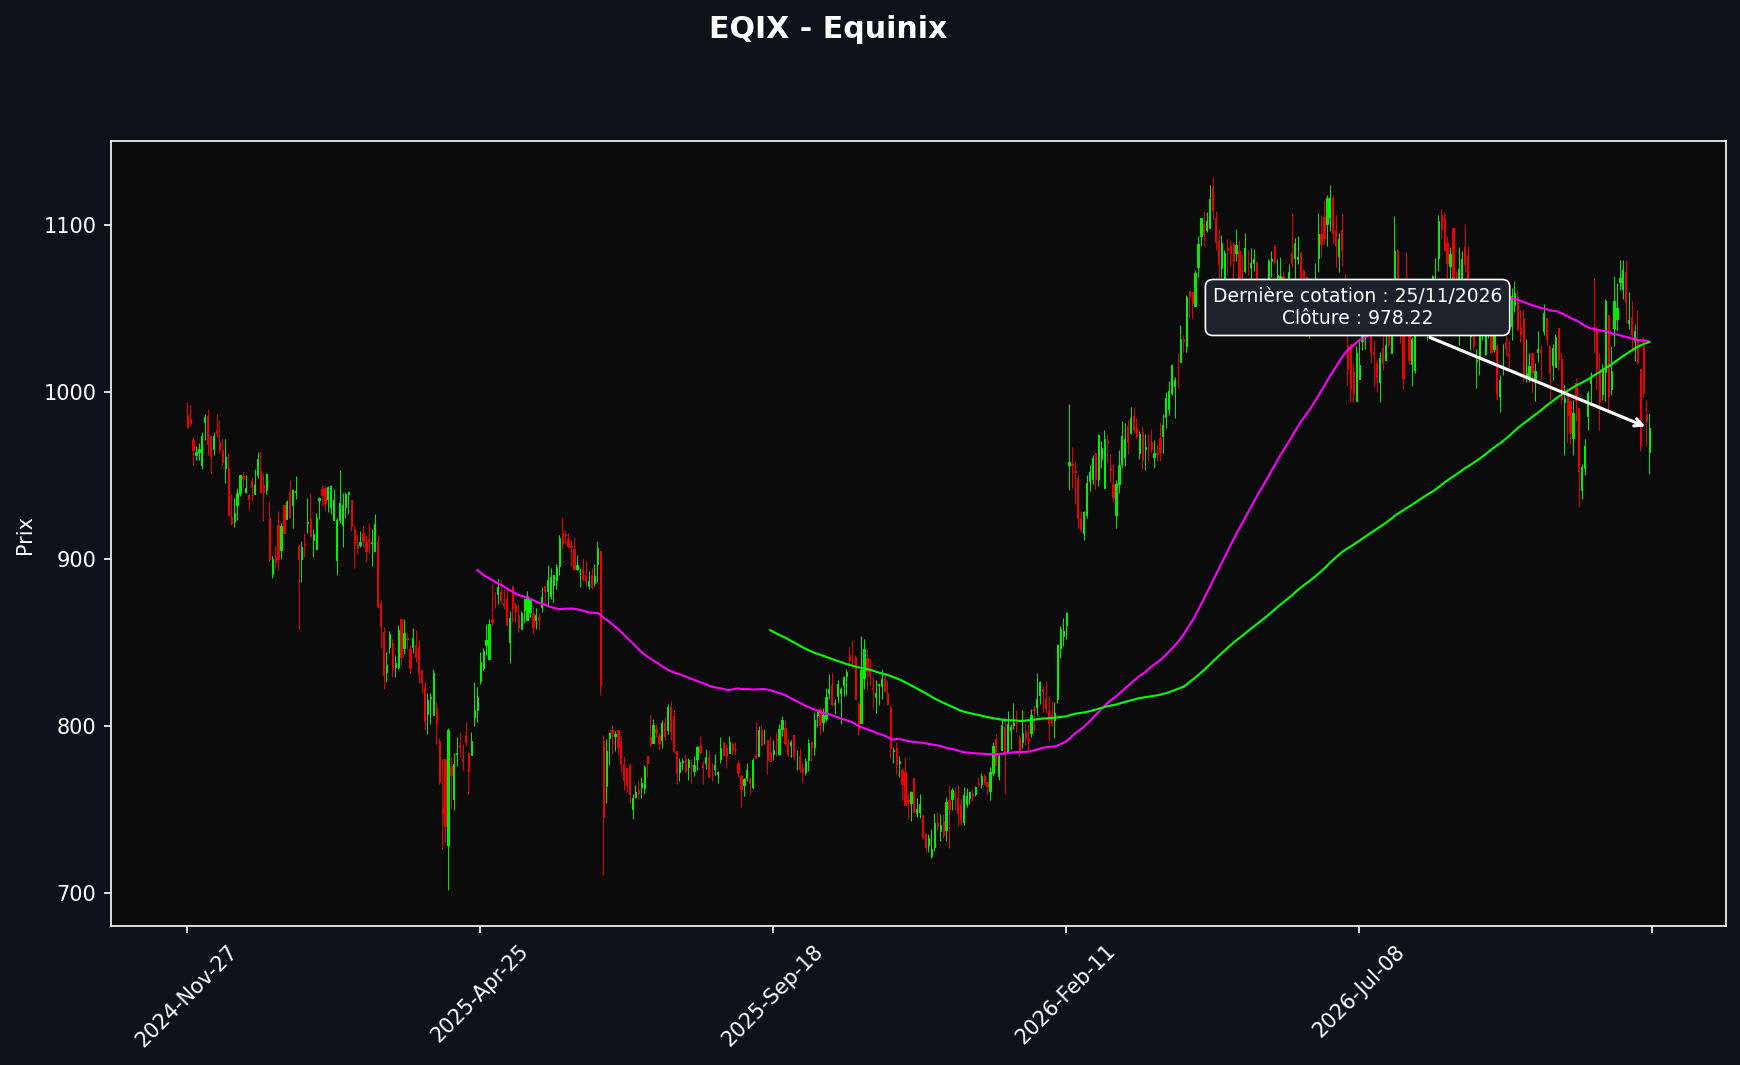 EQIX - Equinix
Prix
1100
1000
900
800
700
Dernière cotation : 25/11/2026
Clôture : 978.22
2024-Nov-27
2025-Apr-25
2025-Sep-18
2026-Feb-11
2026-Jul-08